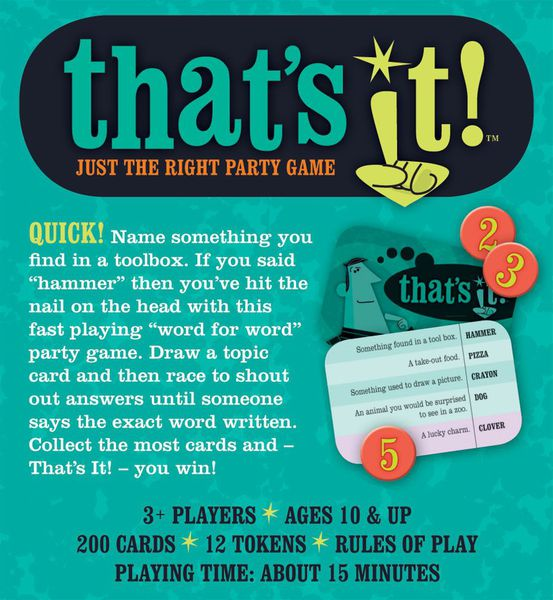 that's it!™
JUST THE RIGHT PARTY GAME
QUICK! Name something you
find in a toolbox. If you said
“hammer” then you’ve hit the
nail on the head with this
fast playing “word for word”
party game. Draw a topic
card and then race to shout
out answers until someone
says the exact word written.
Collect the most cards and –
That’s It! – you win!
2
3
that's it!
Something found in a tool box. HAMMER
A take-out food. PIZZA
Something used to draw a picture. CRAYON
An animal you would be surprised DOG
to see in a zoo.
A lucky charm. CLOVER
5
3+ PLAYERS ✶ AGES 10 & UP
200 CARDS ✶ 12 TOKENS ✶ RULES OF PLAY
PLAYING TIME: ABOUT 15 MINUTES